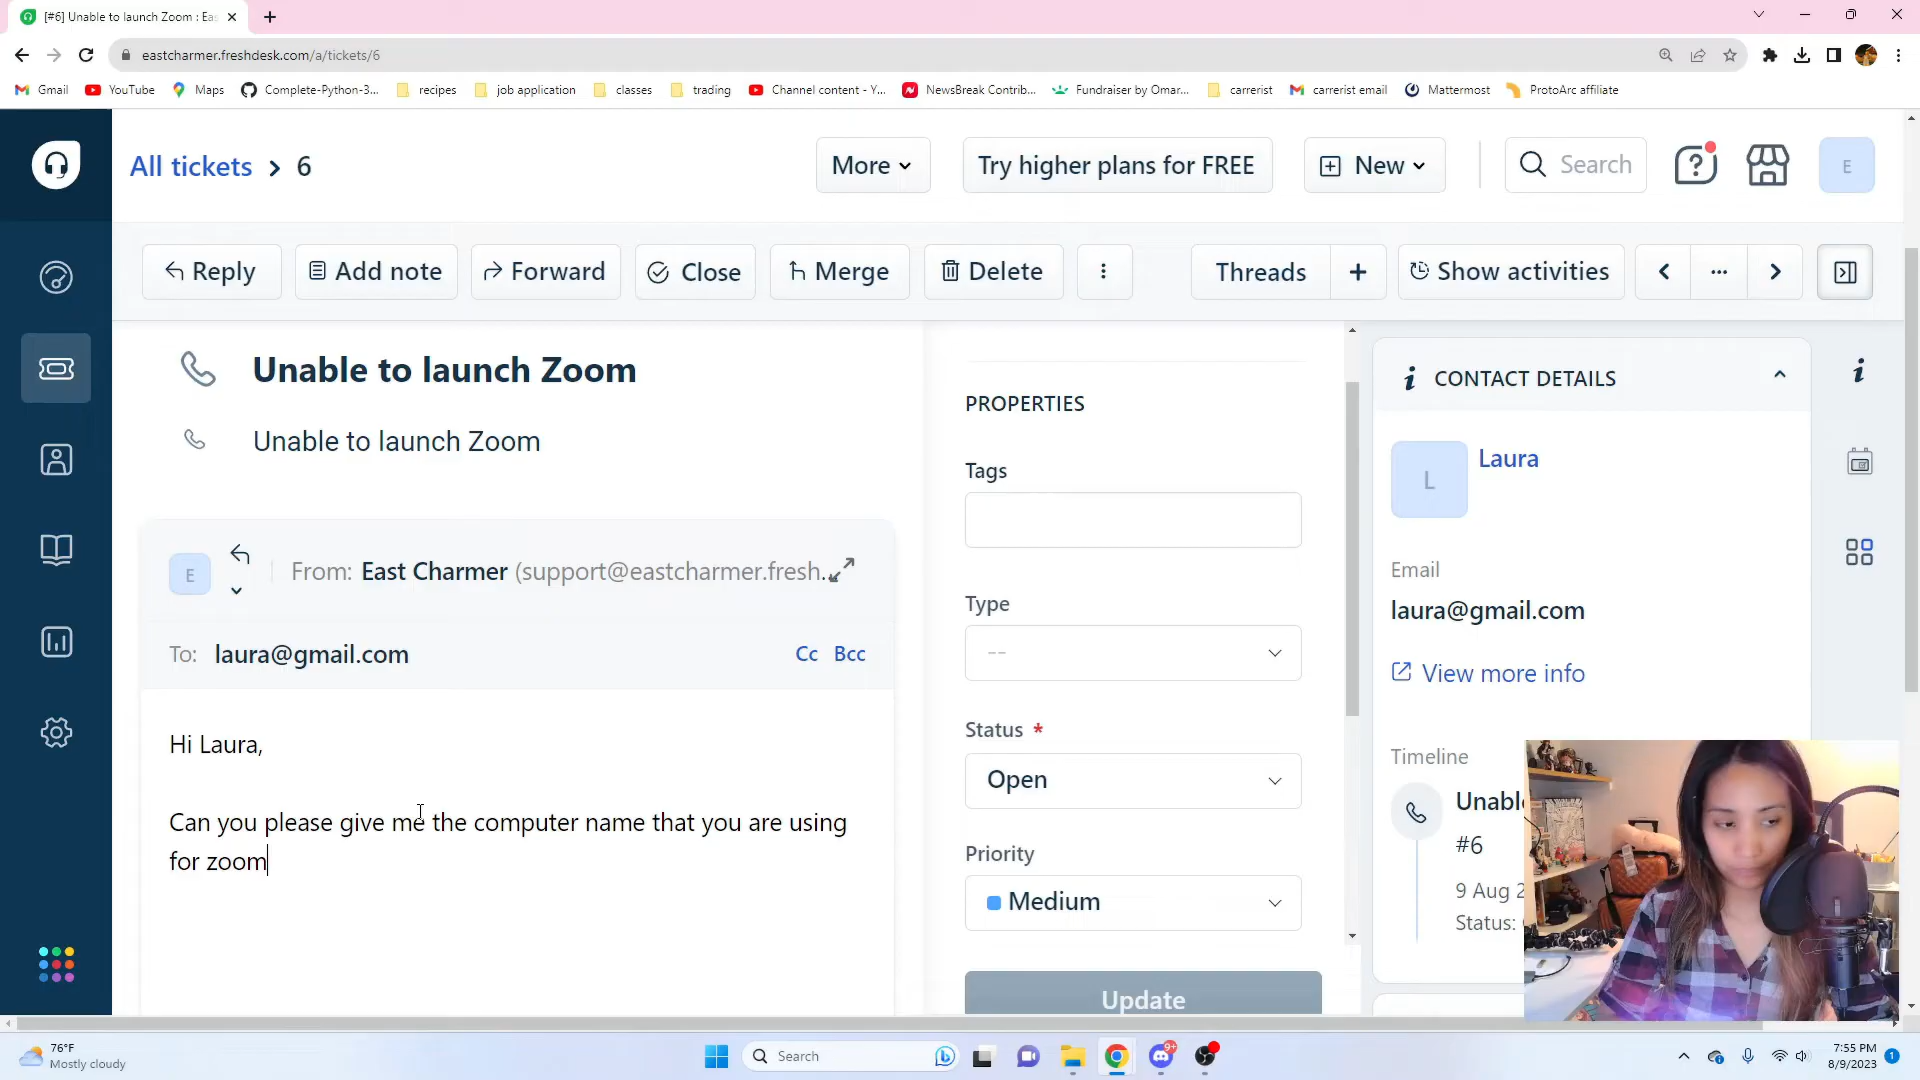 [#6] Unable to launch Zoom : Eas
eastcharmer.freshdesk.com/a/tickets/6
Gmail
YouTube
Maps
Complete-Python-3...
recipes
job application
classes
trading
Channel content - Y...
NewsBreak Contrib...
Fundraiser by Omar...
carrerist
carrerist email
Mattermost
ProtoArc affiliate
All tickets > 6
More
Try higher plans for FREE
New
Search
E
Reply
Add note
Forward
Close
Merge
Delete
Threads
Show activities
Unable to launch Zoom
Unable to launch Zoom
E
From: East Charmer (support@eastcharmer.fresh...
To: laura@gmail.com
Cc Bcc
Hi Laura,
Can you please give me the computer name that you are using
for zoom
PROPERTIES
Tags
Type
--
Status *
Open
Priority
Medium
Update
CONTACT DETAILS
L
Laura
Email
laura@gmail.com
View more info
Timeline
Unabl
#6
9 Aug 2
Status:
76°F
Mostly cloudy
Search
9+
7:55 PM
8/9/2023
1